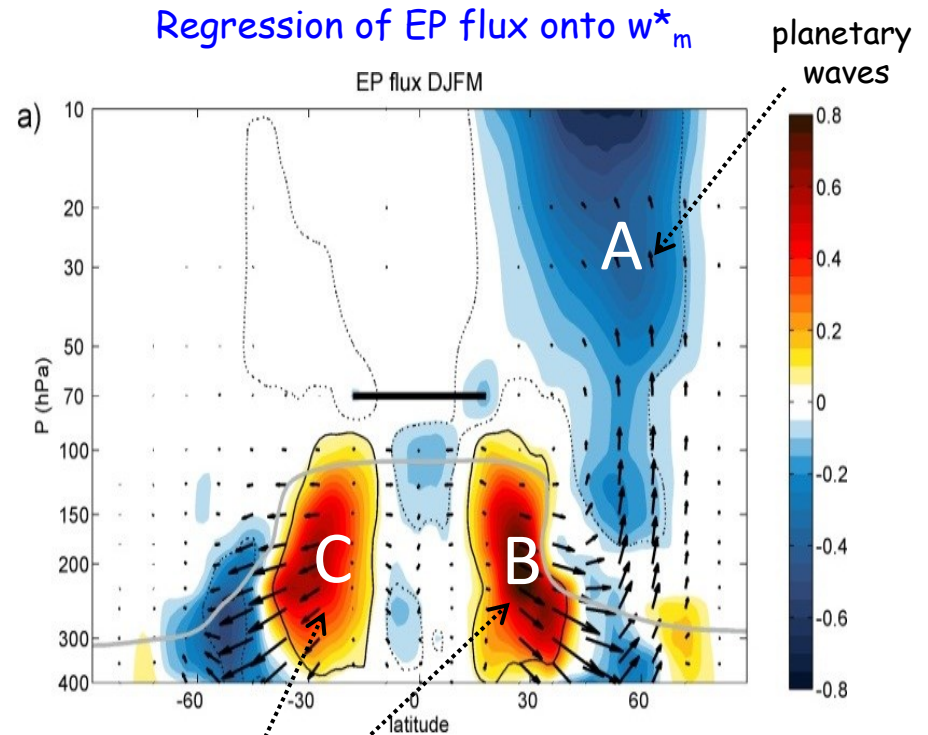 Regression of EP flux onto w*m
planetary
waves
EP flux DJFM
a)
10
20
30
50
70
100
150
200
300
400
P (hPa)
-60
-30
0
30
60
latitude
A
B
C
0.8
0.6
0.4
0.2
0
-0.2
-0.4
-0.6
-0.8